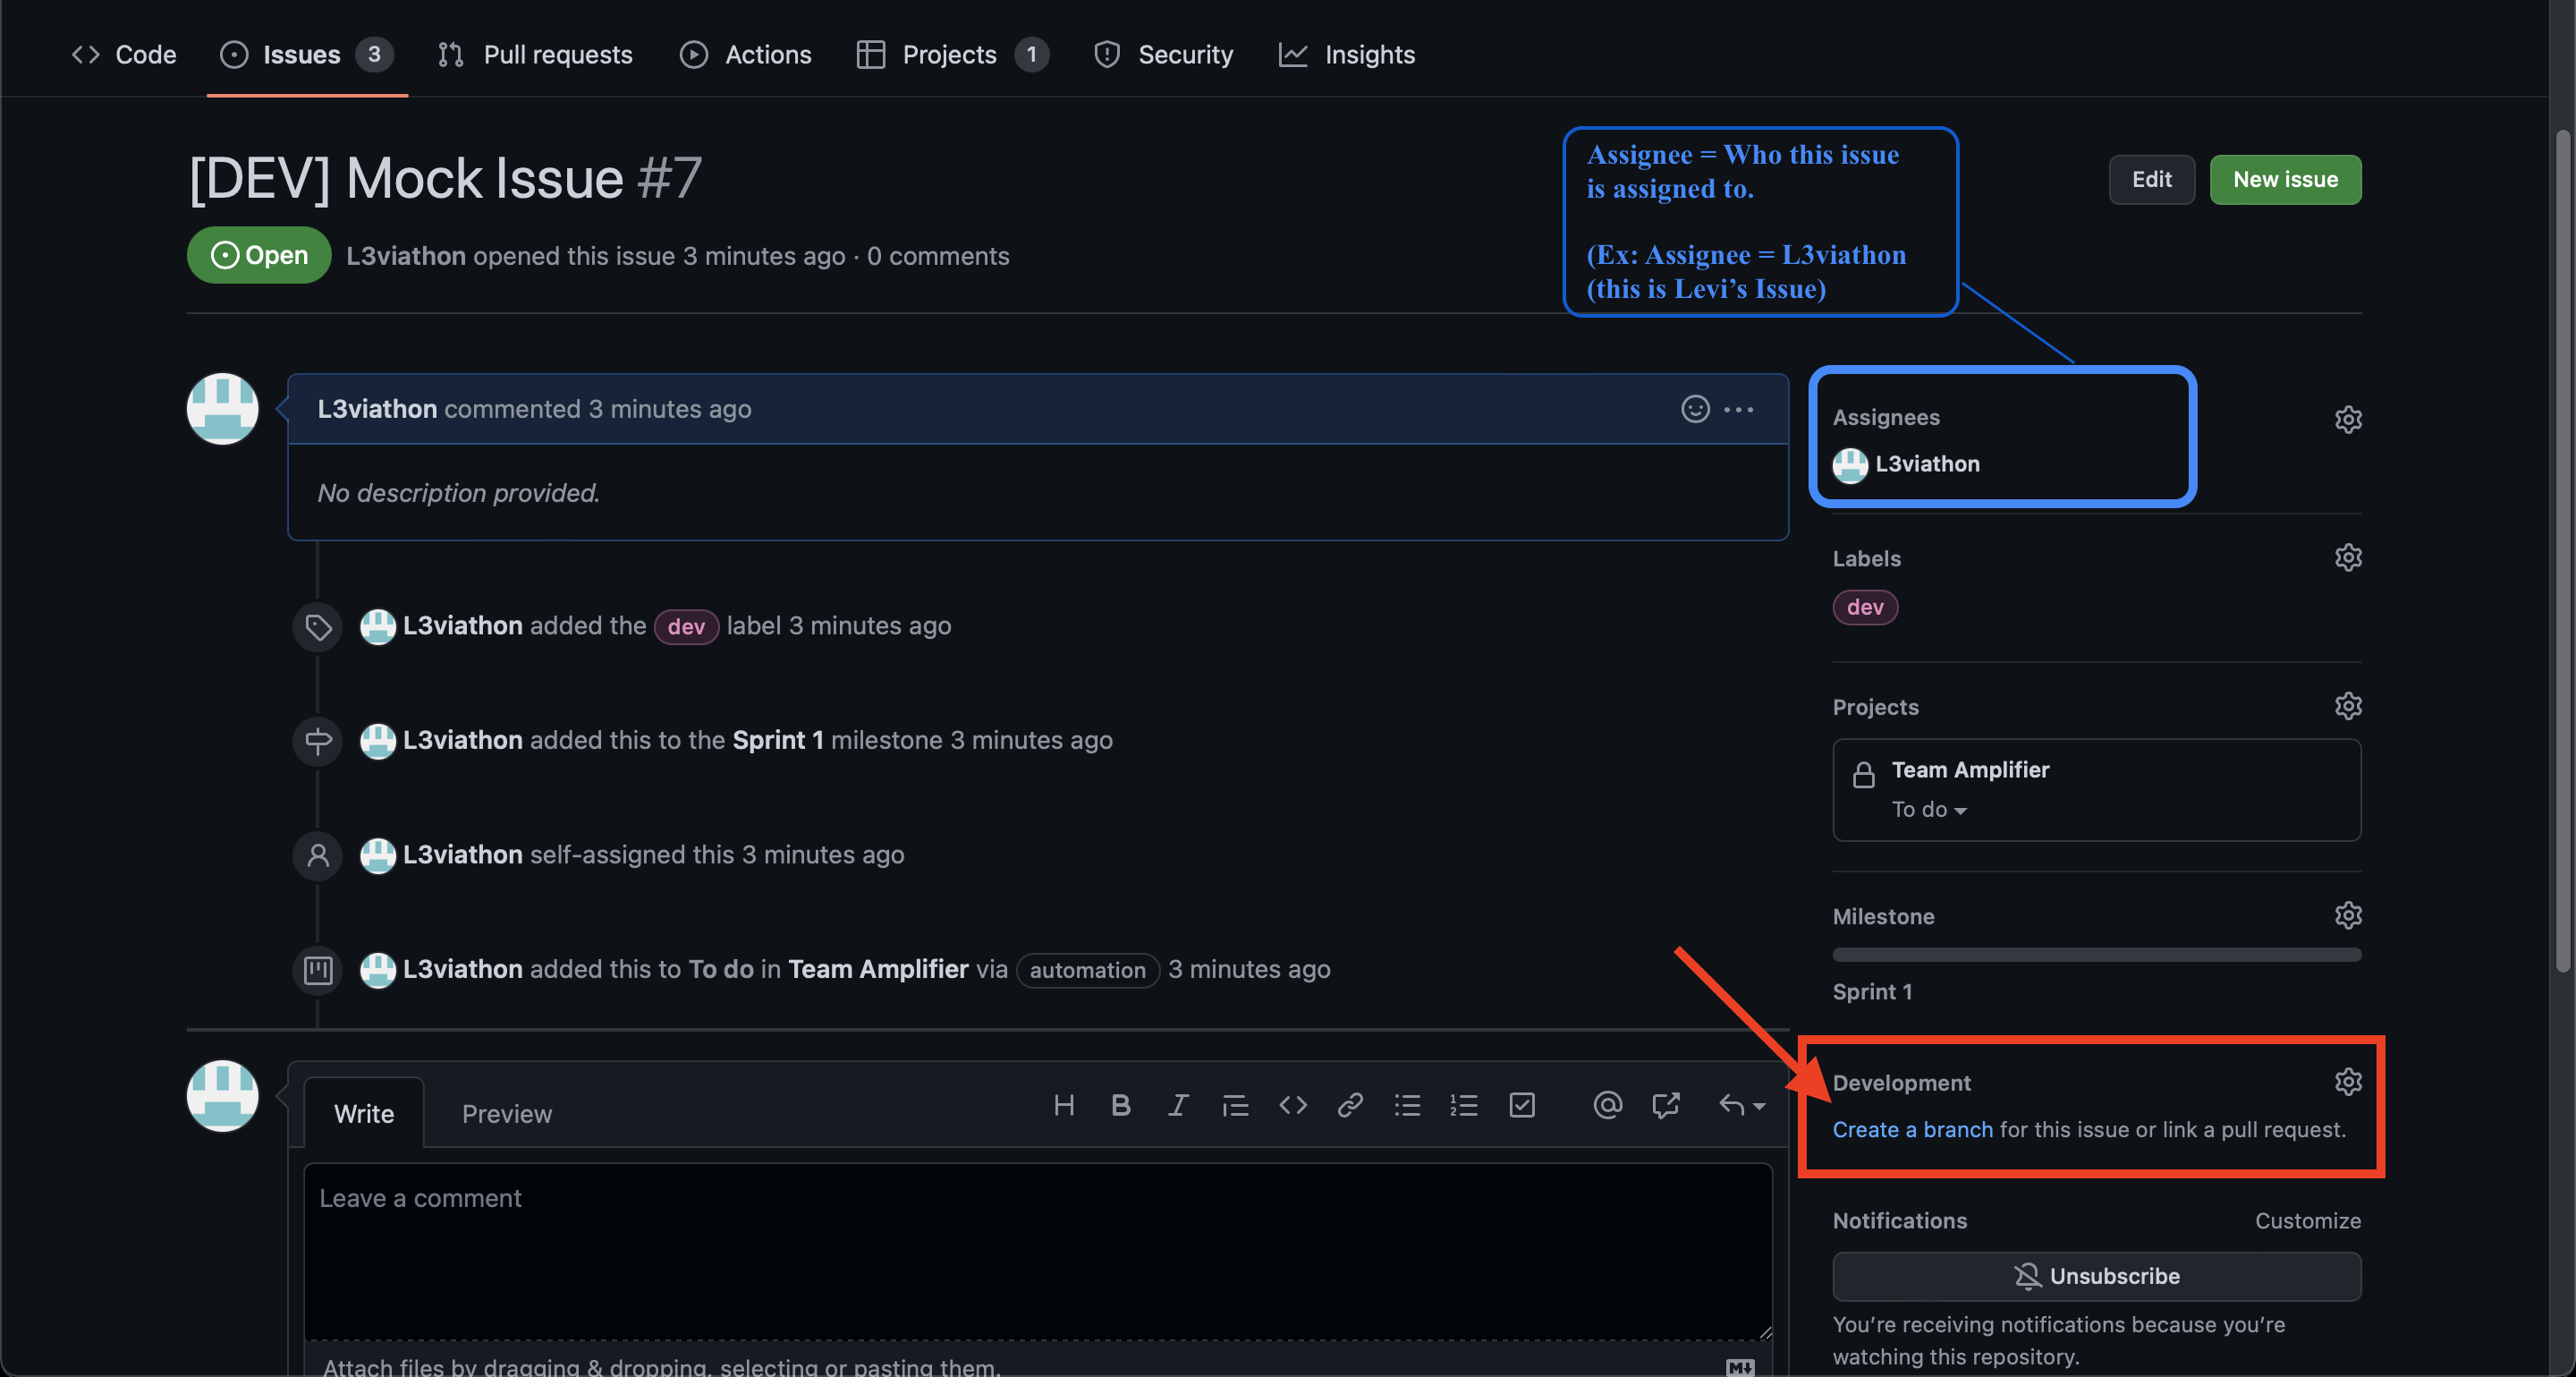 Code Issues 3 Pull requests Actions Projects 1 Security Insights
[DEV] Mock Issue #7
Edit New issue
Open L3viathon opened this issue 3 minutes ago · 0 comments
Assignee = Who this issue
is assigned to.
(Ex: Assignee = L3viathon
(this is Levi’s Issue)
L3viathon commented 3 minutes ago
No description provided.
L3viathon added the dev label 3 minutes ago
L3viathon added this to the Sprint 1 milestone 3 minutes ago
L3viathon self-assigned this 3 minutes ago
L3viathon added this to To do in Team Amplifier via automation 3 minutes ago
Write Preview
Leave a comment
Attach files by dragging & dropping, selecting or pasting them.
Assignees
L3viathon
Labels
dev
Projects
Team Amplifier
To do
Milestone
Sprint 1
Development
Create a branch for this issue or link a pull request.
Notifications Customize
Unsubscribe
You’re receiving notifications because you’re
watching this repository.